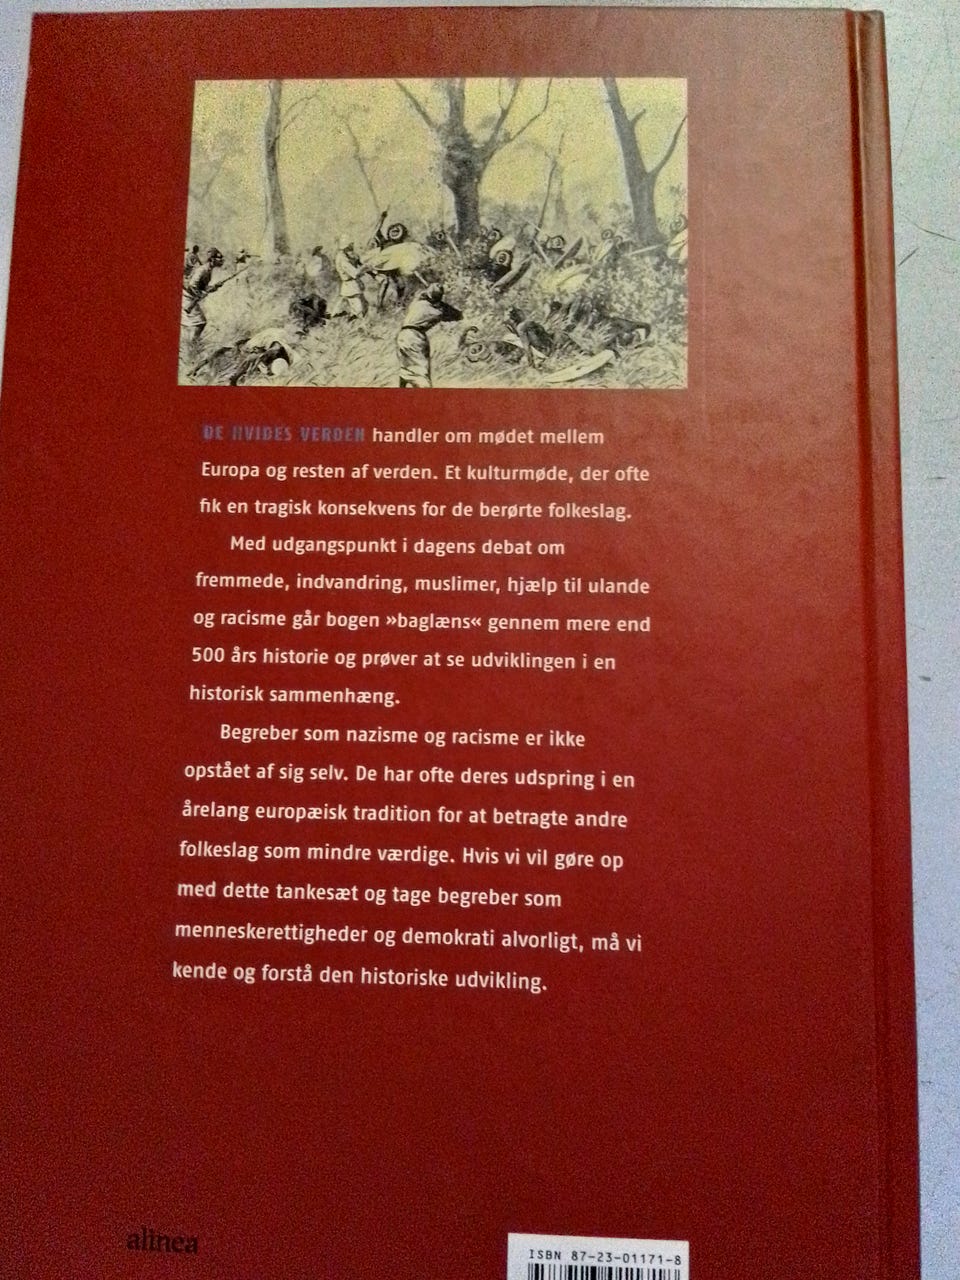 DE HVIDES VERDEN handler om mødet mellem
Europa og resten af verden. Et kulturmøde, der ofte
fik en tragisk konsekvens for de berørte folkeslag.
Med udgangspunkt i dagens debat om
fremmede, indvandring, muslimer, hjælp til ulande
og racisme går bogen »baglæns« gennem mere end
500 års historie og prøver at se udviklingen i en
historisk sammenhæng.
Begreber som nazisme og racisme er ikke
opstået af sig selv. De har ofte deres udspring i en
årelang europæisk tradition for at betragte andre
folkeslag som mindre værdige. Hvis vi vil gøre op
med dette tankesæt og tage begreber som
menneskerettigheder og demokrati alvorligt, må vi
kende og forstå den historiske udvikling.
alinea
ISBN 87-23-01171-8